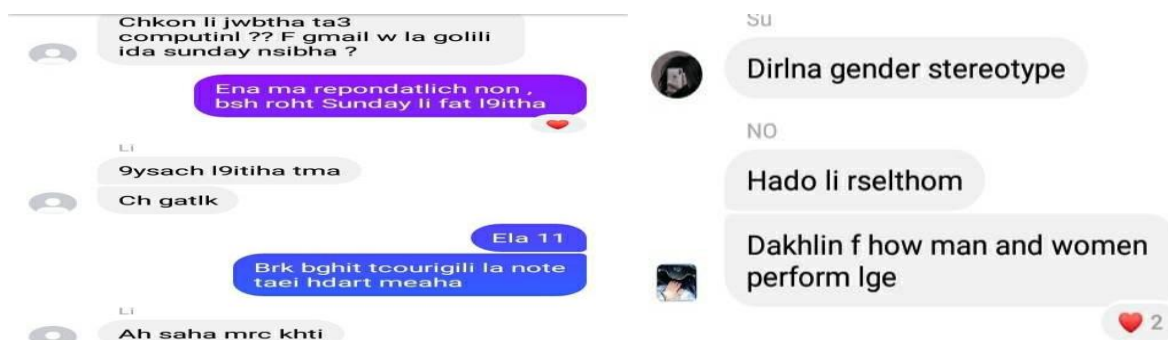 Chkon li jwbtha ta3
computinl ?? F gmail w la golili
ida sunday nsibha ?
Ena ma repondatlich non ,
bsh roht Sunday li fat l9itha
Li
9ysach l9itiha tma
Ch gatlk
Ela 11
Brk bghit tcourigili la note
taei hdart meaha
Li
Ah saha mrc khti
Su
Dirlna gender stereotype
NO
Hado li rselthom
Dakhlin f how man and women
perform lge
2